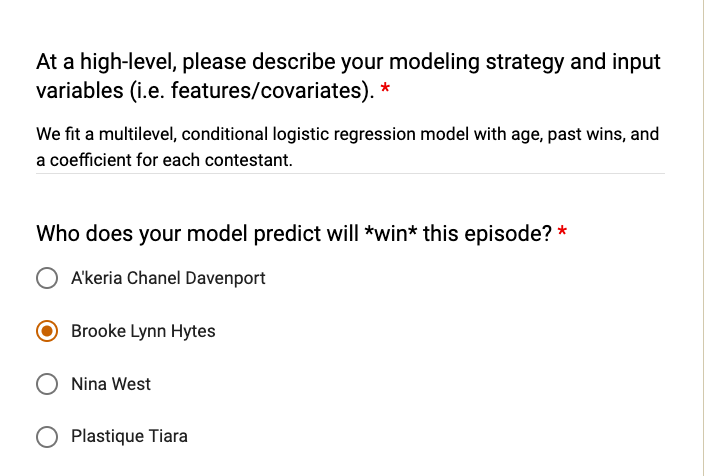 At a high-level, please describe your modeling strategy and input
variables (i.e. features/covariates). *
We fit a multilevel, conditional logistic regression model with age, past wins, and
a coefficient for each contestant.
Who does your model predict will *win* this episode? *
A'keria Chanel Davenport
Brooke Lynn Hytes
Nina West
Plastique Tiara